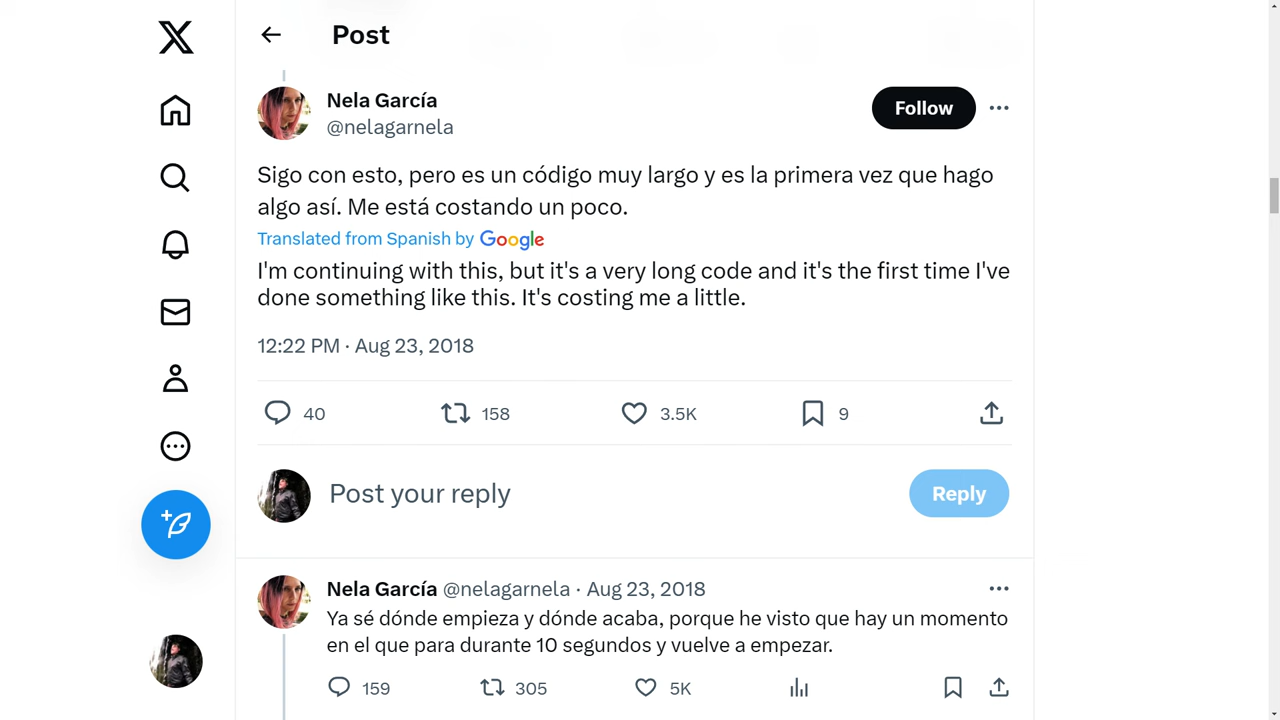 Post
Nela García
@nelagarnela
Follow
Sigo con esto, pero es un código muy largo y es la primera vez que hago
algo así. Me está costando un poco.
Translated from Spanish by Google
I'm continuing with this, but it's a very long code and it's the first time I've
done something like this. It's costing me a little.
12:22 PM · Aug 23, 2018
40 158 3.5K 9
Post your reply
Reply
Nela García @nelagarnela · Aug 23, 2018
Ya sé dónde empieza y dónde acaba, porque he visto que hay un momento
en el que para durante 10 segundos y vuelve a empezar.
159 305 5K